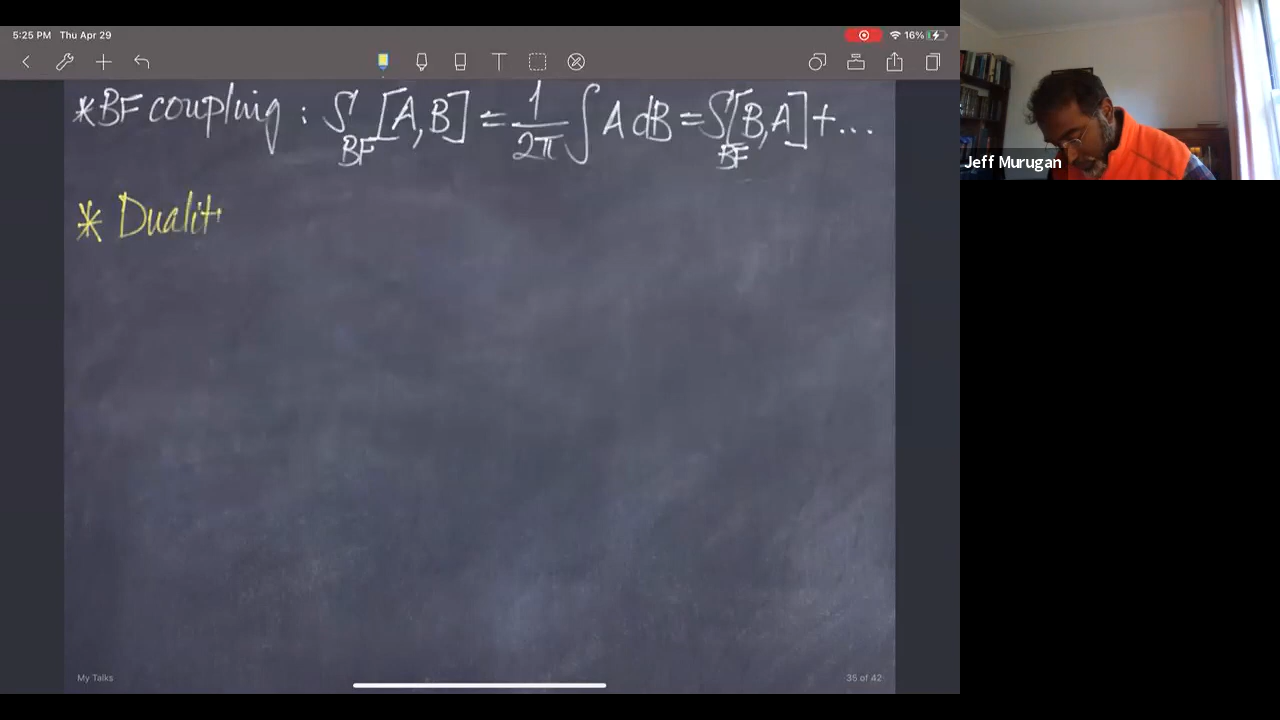 5:25 PM Thu Apr 29
16%
*BF coupling : S_BF [A, B] = 1/2π ∫ A dB = S_BF [B, A] + ...
Jeff Murugan
* Dualit
My Talks
35 of 42